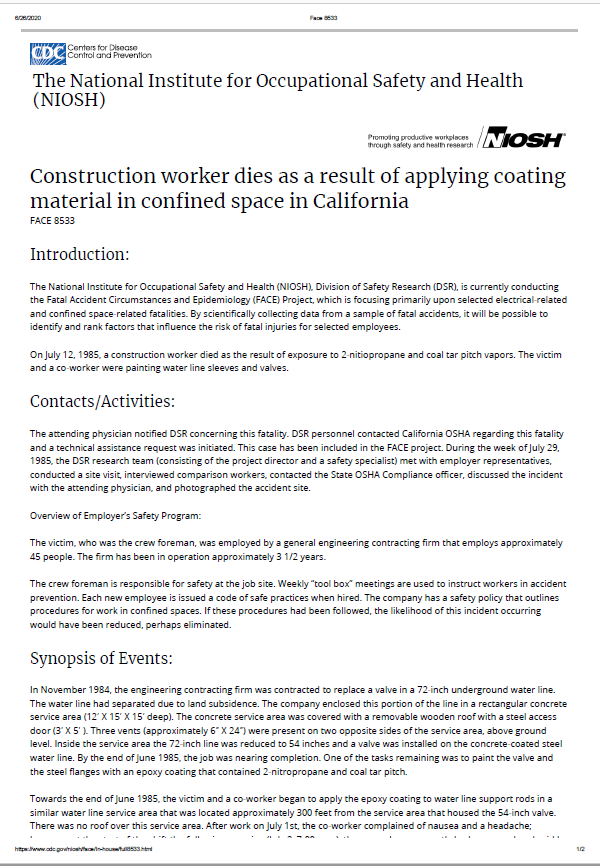 6/26/2020 Face 8533
CDC Centers for Disease
Control and Prevention
The National Institute for Occupational Safety and Health
(NIOSH)
Promoting productive workplaces
through safety and health research NIOSH®
Construction worker dies as a result of applying coating
material in confined space in California
FACE 8533
Introduction:
The National Institute for Occupational Safety and Health (NIOSH), Division of Safety Research (DSR), is currently conducting
the Fatal Accident Circumstances and Epidemiology (FACE) Project, which is focusing primarily upon selected electrical-related
and confined space-related fatalities. By scientifically collecting data from a sample of fatal accidents, it will be possible to
identify and rank factors that influence the risk of fatal injuries for selected employees.
On July 12, 1985, a construction worker died as the result of exposure to 2-nitiopropane and coal tar pitch vapors. The victim
and a co-worker were painting water line sleeves and valves.
Contacts/Activities:
The attending physician notified DSR concerning this fatality. DSR personnel contacted California OSHA regarding this fatality
and a technical assistance request was initiated. This case has been included in the FACE project. During the week of July 29,
1985, the DSR research team (consisting of the project director and a safety specialist) met with employer representatives,
conducted a site visit, interviewed comparison workers, contacted the State OSHA Compliance officer, discussed the incident
with the attending physician, and photographed the accident site.
Overview of Employer's Safety Program:
The victim, who was the crew foreman, was employed by a general engineering contracting firm that employs approximately
45 people. The firm has been in operation approximately 3 1/2 years.
The crew foreman is responsible for safety at the job site. Weekly “tool box” meetings are used to instruct workers in accident
prevention. Each new employee is issued a code of safe practices when hired. The company has a safety policy that outlines
procedures for work in confined spaces. If these procedures had been followed, the likelihood of this incident occurring
would have been reduced, perhaps eliminated.
Synopsis of Events:
In November 1984, the engineering contracting firm was contracted to replace a valve in a 72-inch underground water line.
The water line had separated due to land subsidence. The company enclosed this portion of the line in a rectangular concrete
service area (12' X 15' X 15' deep). The concrete service area was covered with a removable wooden roof with a steel access
door (3' X 5' ). Three vents (approximately 6” X 24”) were present on two opposite sides of the service area, above ground
level. Inside the service area the 72-inch line was reduced to 54 inches and a valve was installed on the concrete-coated steel
water line. By the end of June 1985, the job was nearing completion. One of the tasks remaining was to paint the valve and
the steel flanges with an epoxy coating that contained 2-nitropropane and coal tar pitch.
Towards the end of June 1985, the victim and a co-worker began to apply the epoxy coating to water line support rods in a
similar water line service area that was located approximately 300 feet from the service area that housed the 54-inch valve.
There was no roof over this service area. After work on July 1st, the co-worker complained of nausea and a headache;
https://www.cdc.gov/niosh/face/in-house/full8533.html 1/2